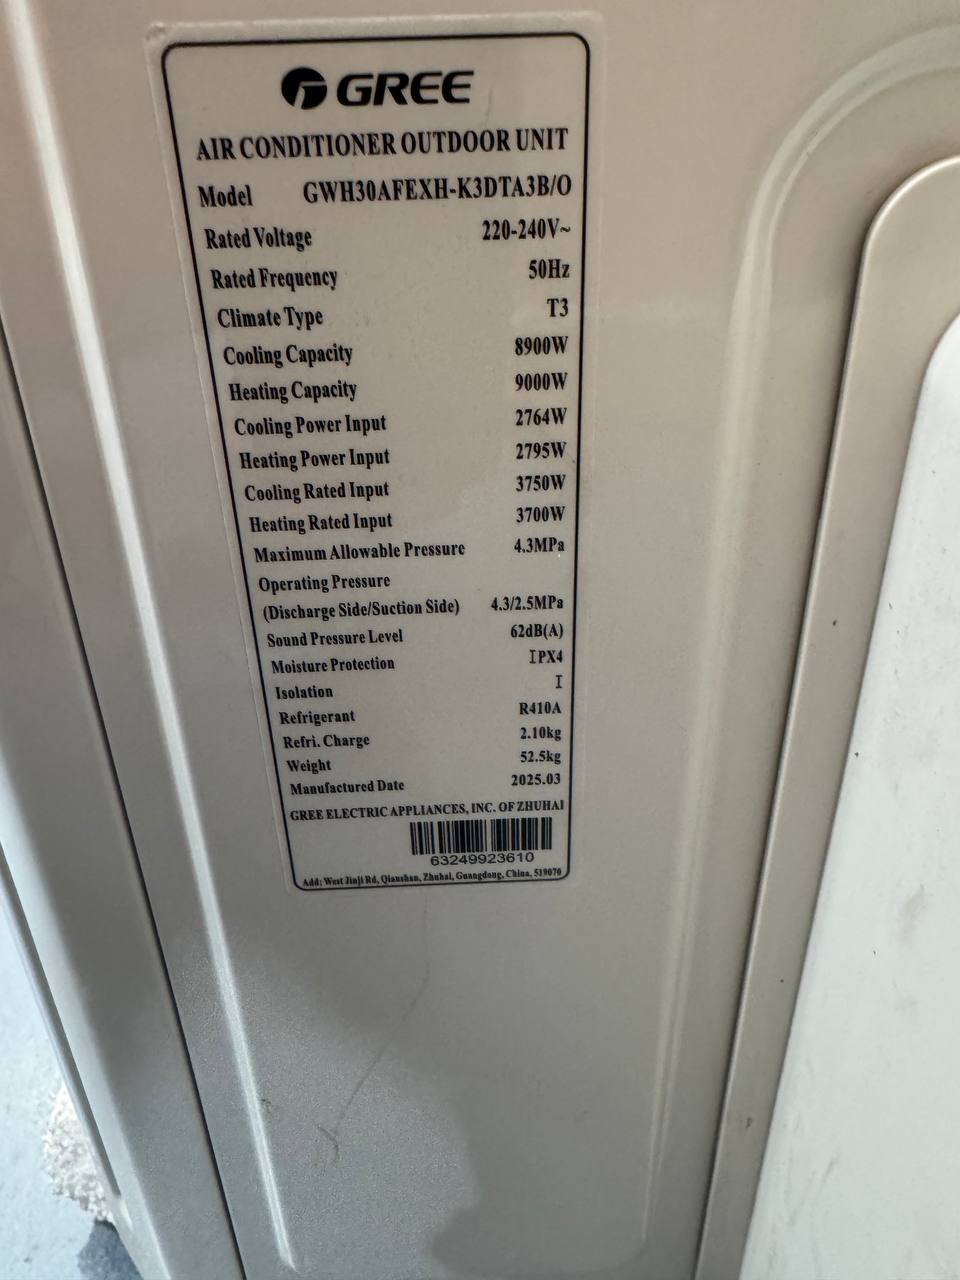 GREE
AIR CONDITIONER OUTDOOR UNIT
Model GWH30AFEXH-K3DTA3B/O
Rated Voltage 220-240V~
Rated Frequency 50Hz
Climate Type T3
Cooling Capacity 8900W
Heating Capacity 9000W
Cooling Power Input 2764W
Heating Power Input 2795W
Cooling Rated Input 3750W
Heating Rated Input 3700W
Maximum Allowable Pressure 4.3MPa
Operating Pressure
(Discharge Side/Suction Side) 4.3/2.5MPa
Sound Pressure Level 62dB(A)
Moisture Protection IPX4
Isolation I
Refrigerant R410A
Refri. Charge 2.10kg
Weight 52.5kg
Manufactured Date 2025.03
GREE ELECTRIC APPLIANCES, INC. OF ZHUHAI
63249923610
Add: West Jinji Rd, Qianshan, Zhuhai, Guangdong, China, 519070